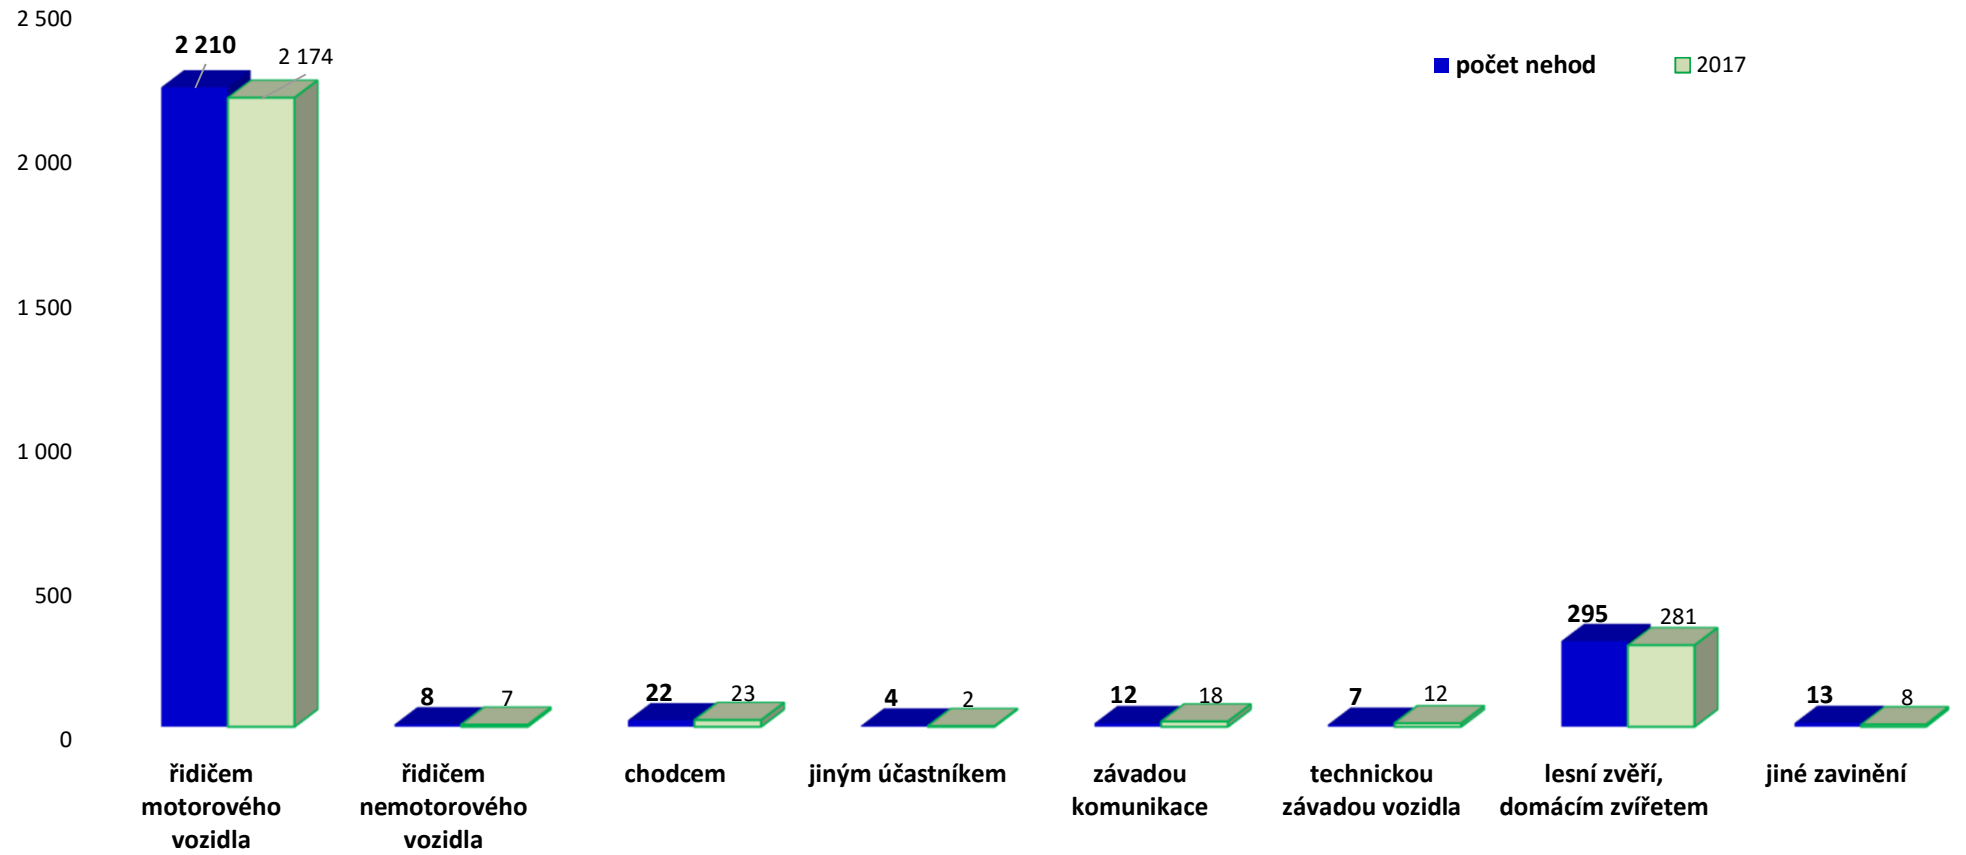 2 500
2 000
1 500
1 000
500
0
2 210
2 174
8
7
22
23
4
2
12
18
7
12
295
281
13
8
počet nehod
2017
řidičem
motorového
vozidla
řidičem
nemotorového
vozidla
chodcem
jiným účastníkem
závadou
komunikace
technickou
závadou vozidla
lesní zvěří,
domácím zvířetem
jiné zavinění